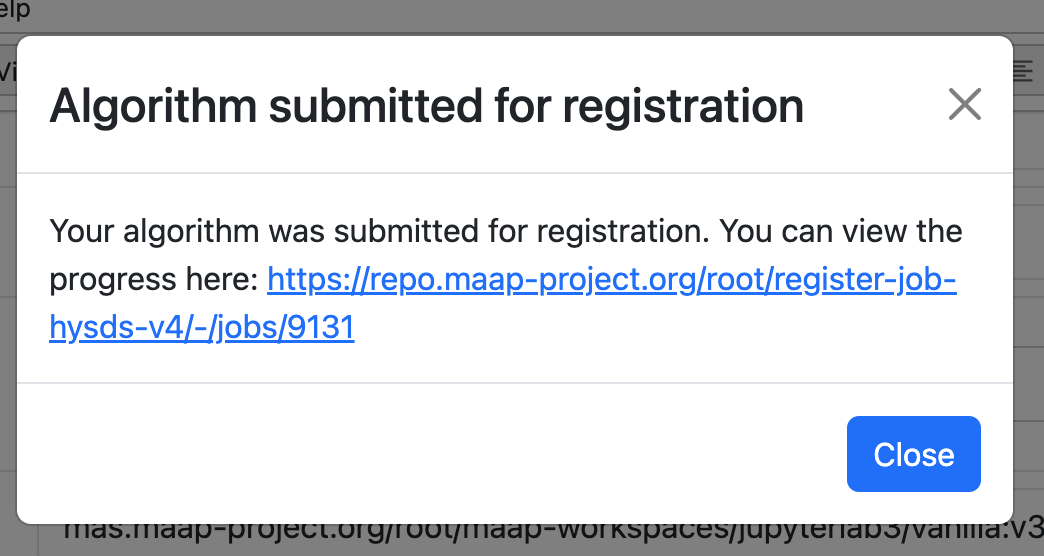 elp
Vi
Algorithm submitted for registration
Your algorithm was submitted for registration. You can view the
progress here: https://repo.maap-project.org/root/register-job-
hysds-v4/-/jobs/9131
Close
mas.maap-project.org/root/maap-workspaces/jupyterlab3/vanilla:v3